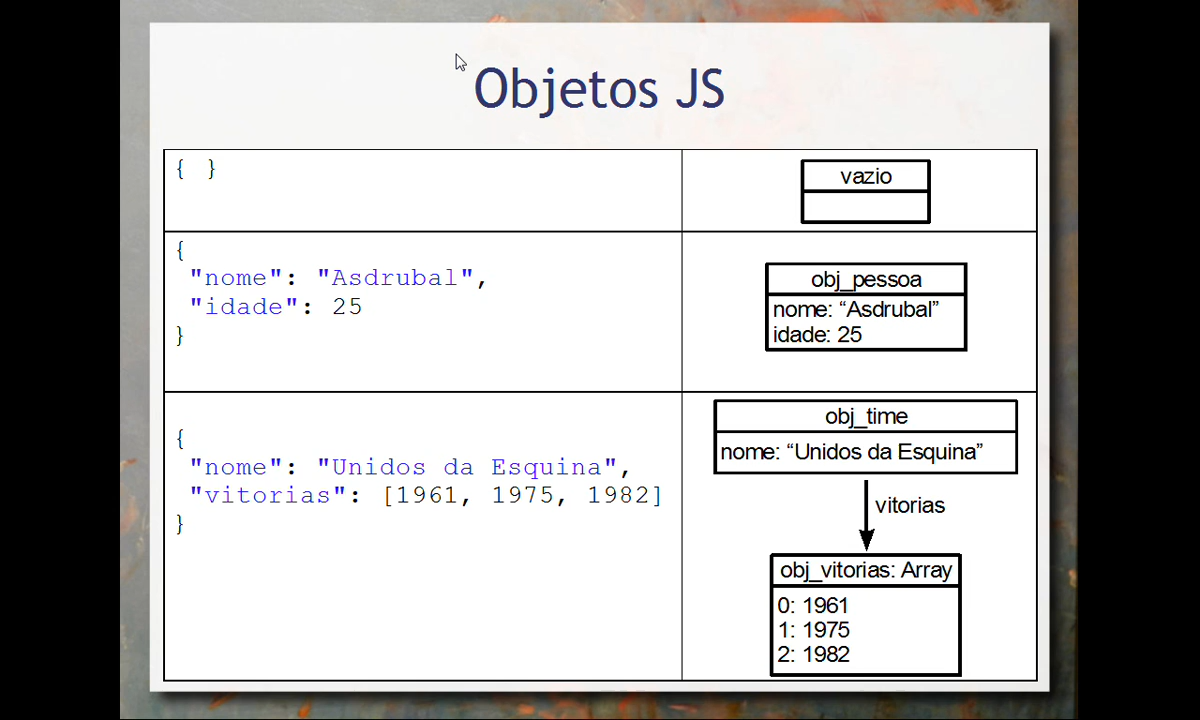 Objetos JS
{ }
vazio
{
"nome": "Asdrubal",
"idade": 25
}
obj_pessoa
nome: “Asdrubal”
idade: 25
{
"nome": "Unidos da Esquina",
"vitorias": [1961, 1975, 1982]
}
obj_time
nome: “Unidos da Esquina”
vitorias
obj_vitorias: Array
0: 1961
1: 1975
2: 1982